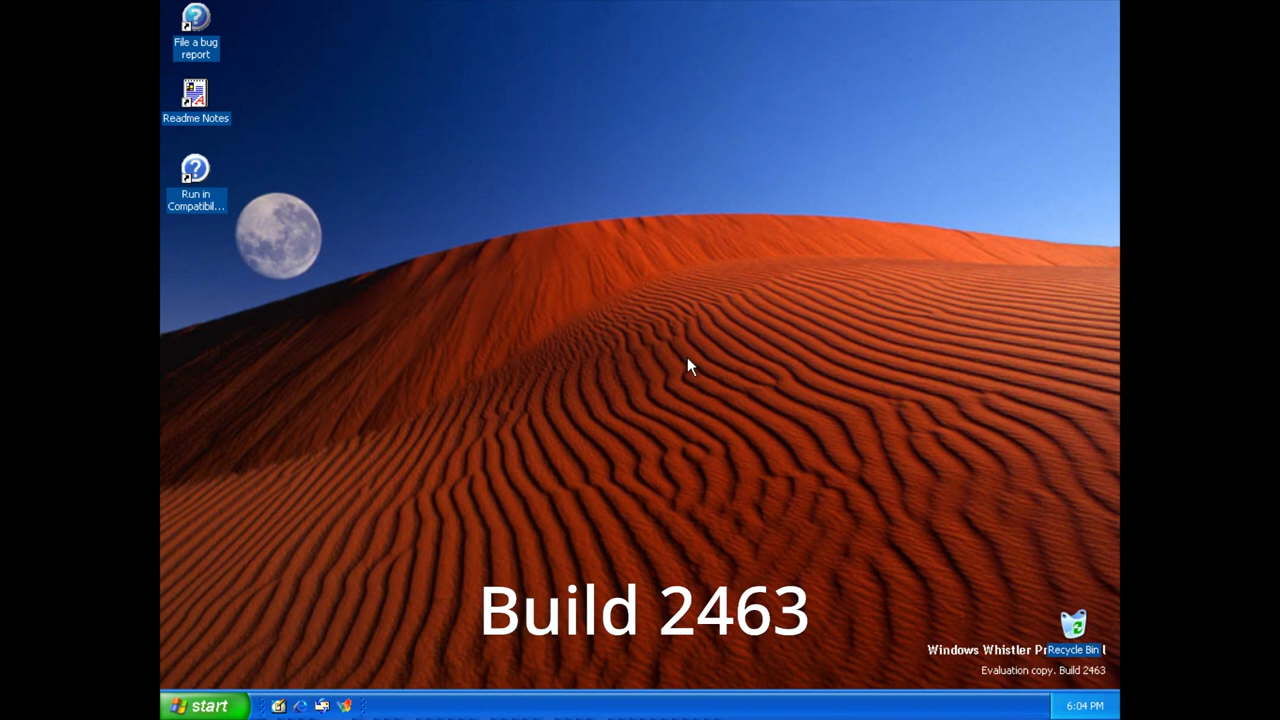 File a bug
report
Readme Notes
Run in
Compatibil...
Build 2463
Windows Whistler
Recycle Bin
Evaluation copy. Build 2463
start
6:04 PM